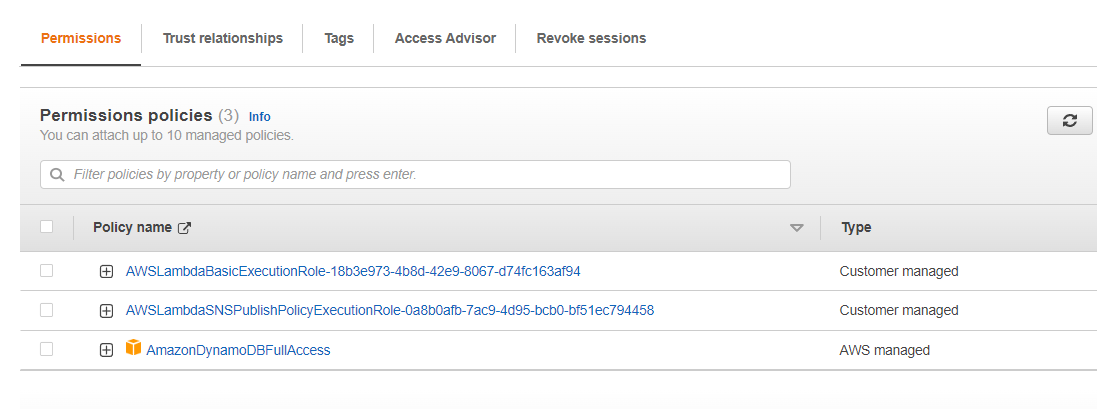 Permissions Trust relationships Tags Access Advisor Revoke sessions
Permissions policies (3) Info
You can attach up to 10 managed policies.
Filter policies by property or policy name and press enter.
Policy name Type
AWSLambdaBasicExecutionRole-18b3e973-4b8d-42e9-8067-d74fc163af94 Customer managed
AWSLambdaSNSPublishPolicyExecutionRole-0a8b0afb-7ac9-4d95-bcb0-bf51ec794458 Customer managed
AmazonDynamoDBFullAccess AWS managed